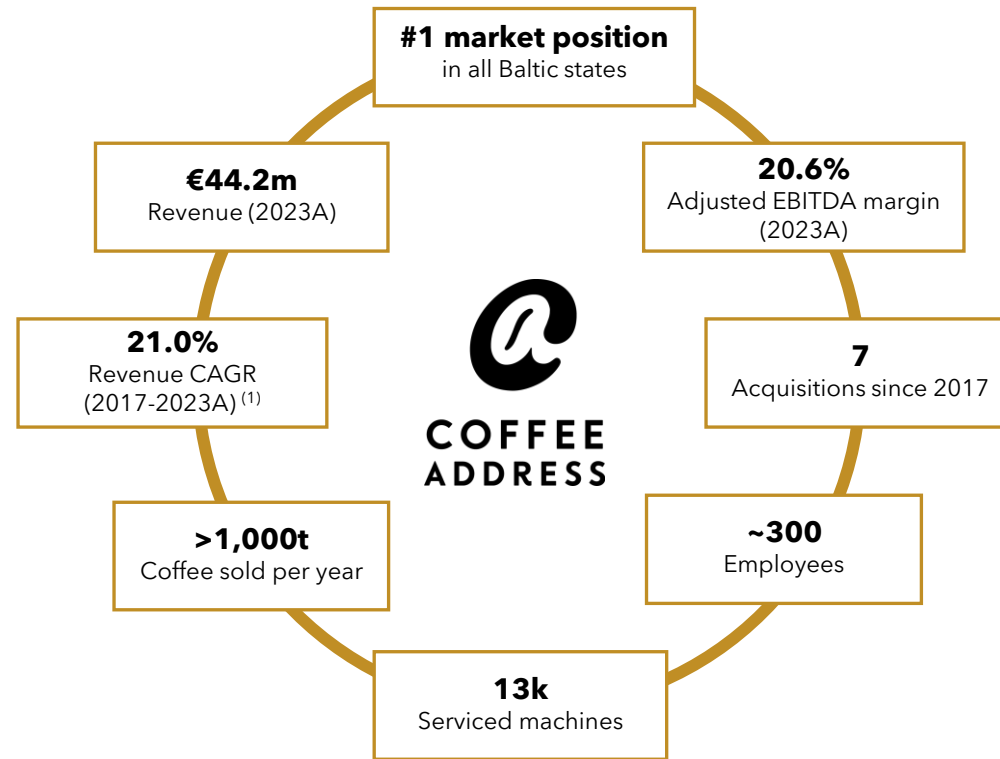 #1 market position
in all Baltic states
€44.2m
Revenue (2023A)
20.6%
Adjusted EBITDA margin
(2023A)
21.0%
Revenue CAGR
(2017-2023A) (1)
COFFEE
ADDRESS
7
Acquisitions since 2017
>1,000t
Coffee sold per year
~300
Employees
13k
Serviced machines